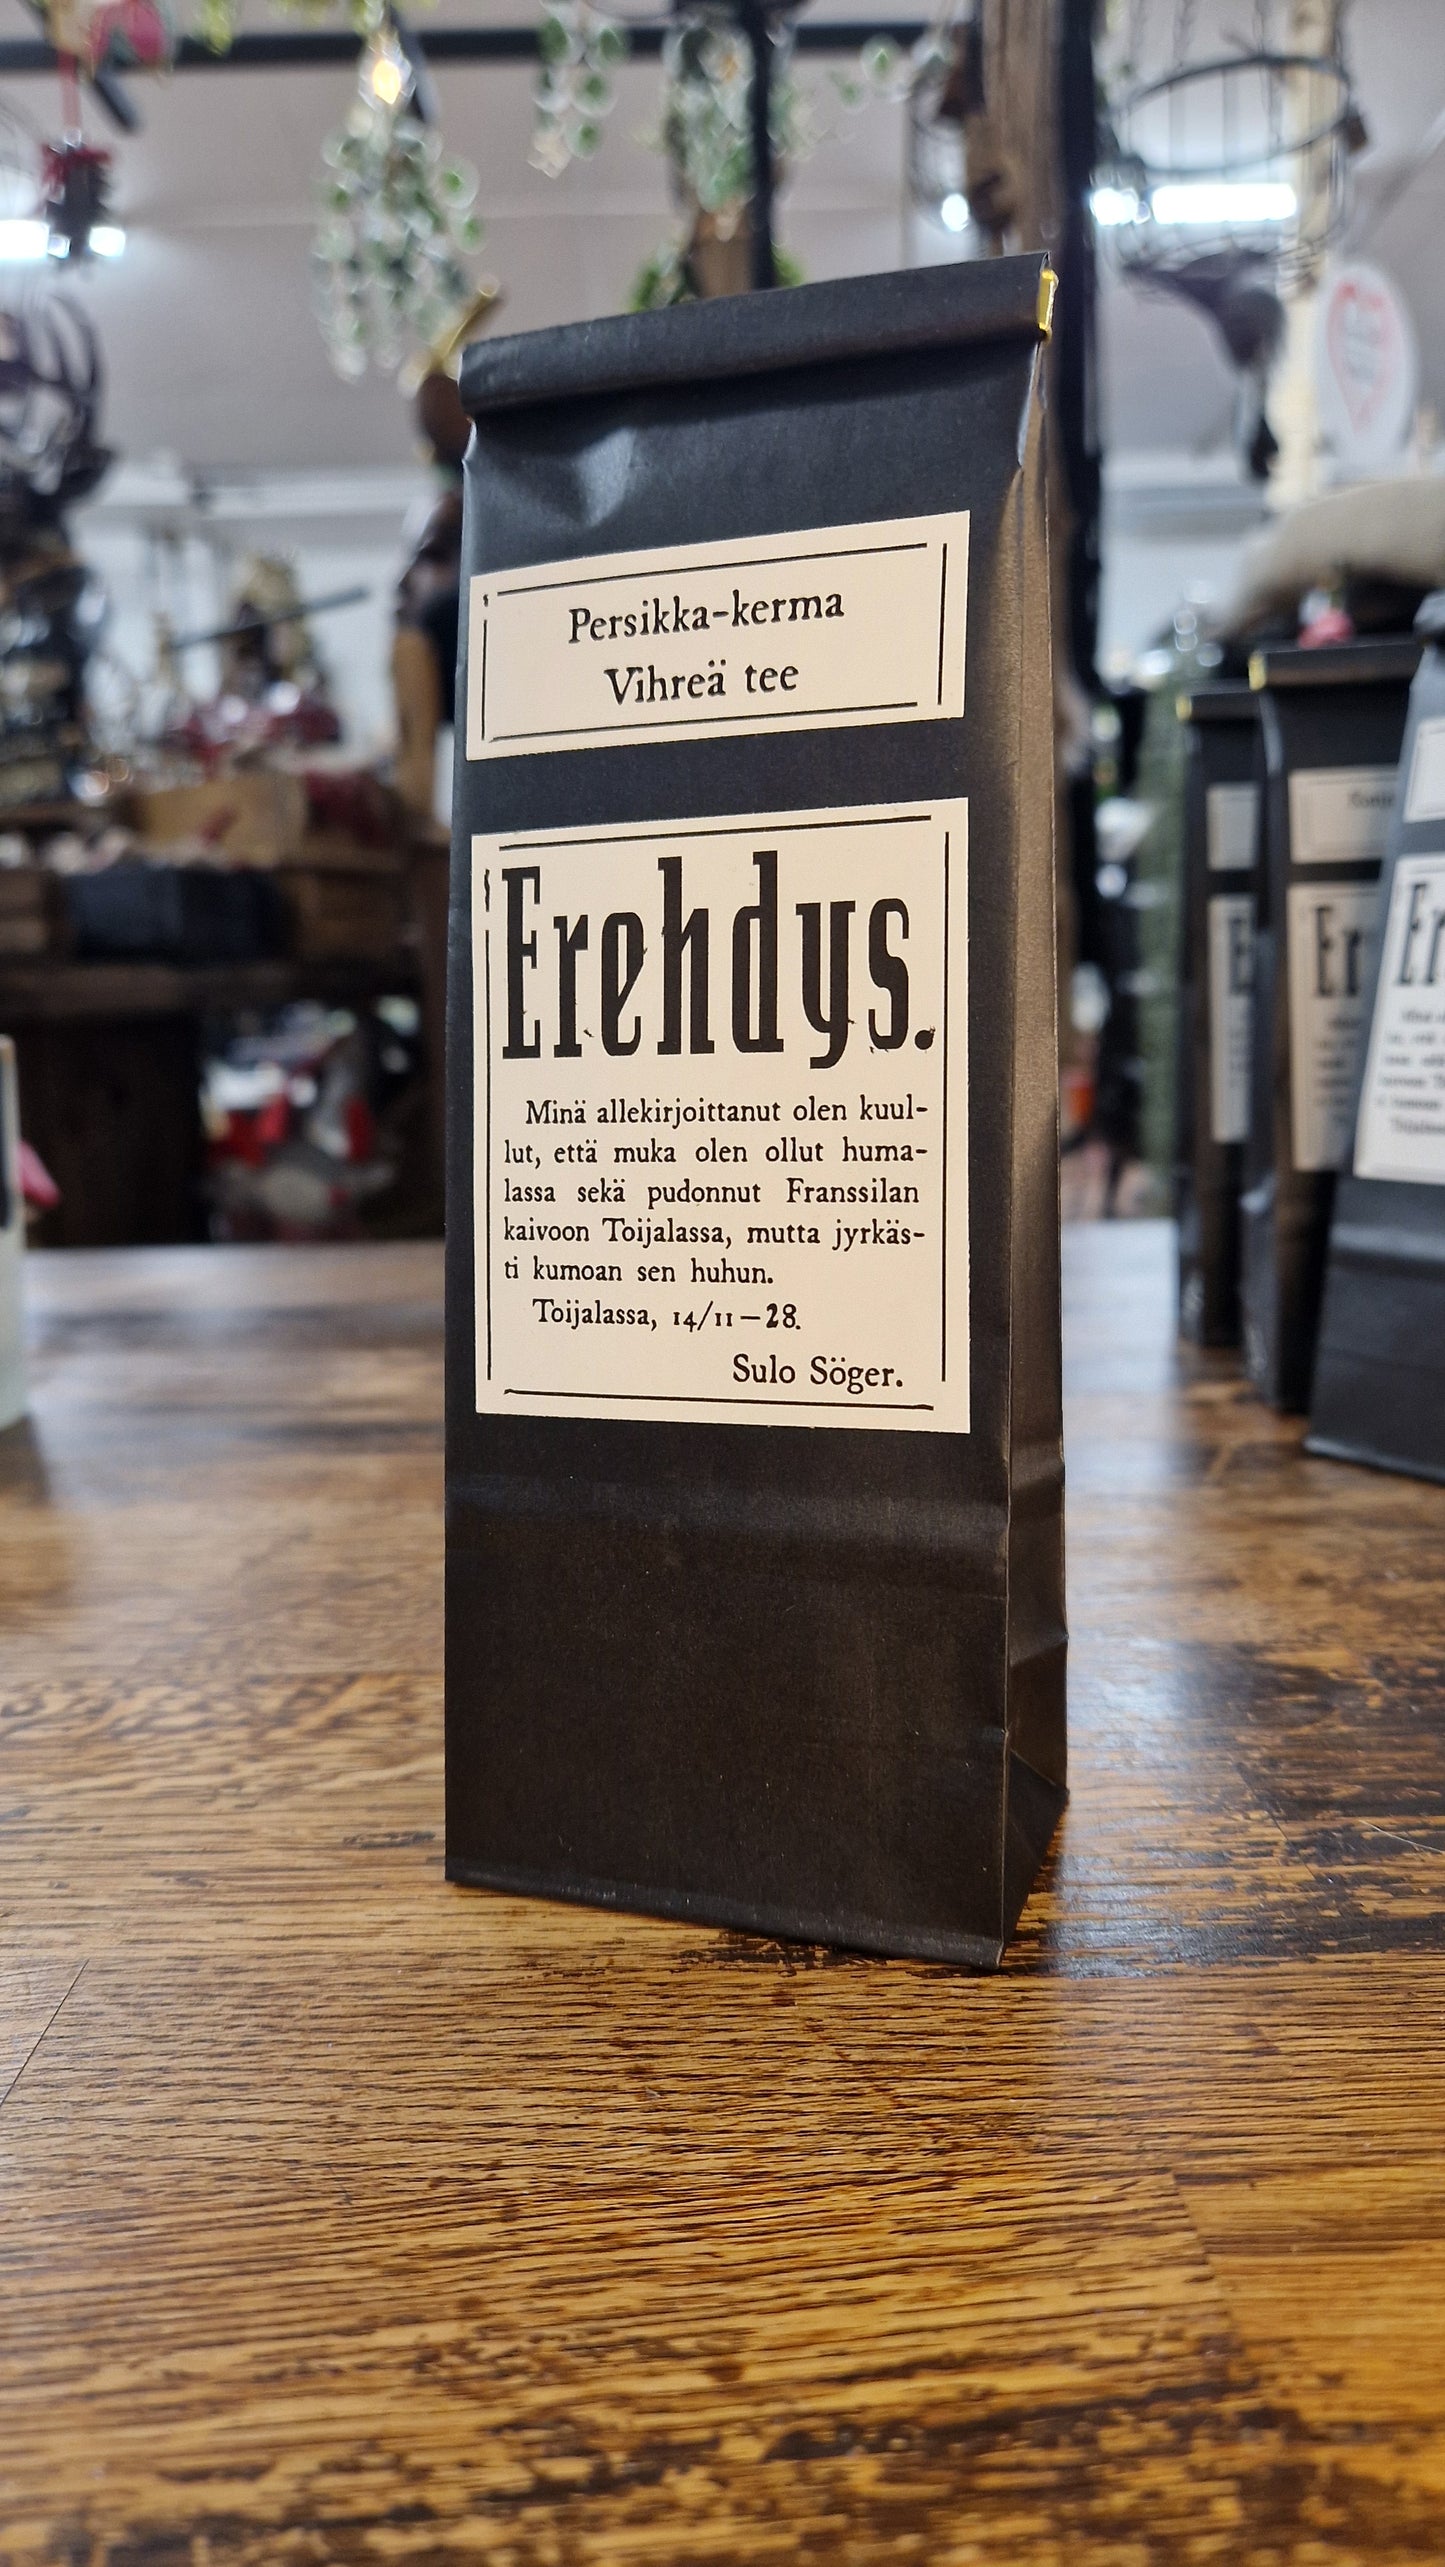 Persikka-kerma
Vihreä tee
Erehdys.
Minä allekirjoittanut olen kuul-
lut, että muka olen ollut huma-
lassa sekä pudonnut Franssilan
kaivoon Toijalassa, mutta jyrkäs-
ti kumoan sen huhun.
Toijalassa, 14/11—28.
Sulo Söger.